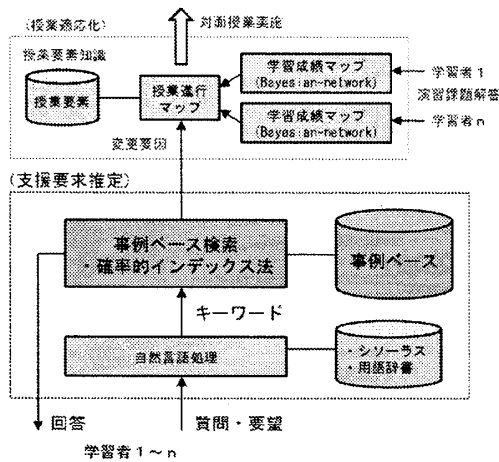 対面授業実施
(授業適応化)
授業要素知識
授業要素
授業進行
マップ
学習成績マップ
(Bayesian-network)
学習者1
演習課題解答
学習成績マップ
(Bayesian-network)
学習者n
変更要因
(支援要求推定)
事例ベース検索
・確率的インデックス法
事例ベース
キーワード
自然言語処理
・シソーラス
・用語辞書
回答
質問・要望
学習者1～n